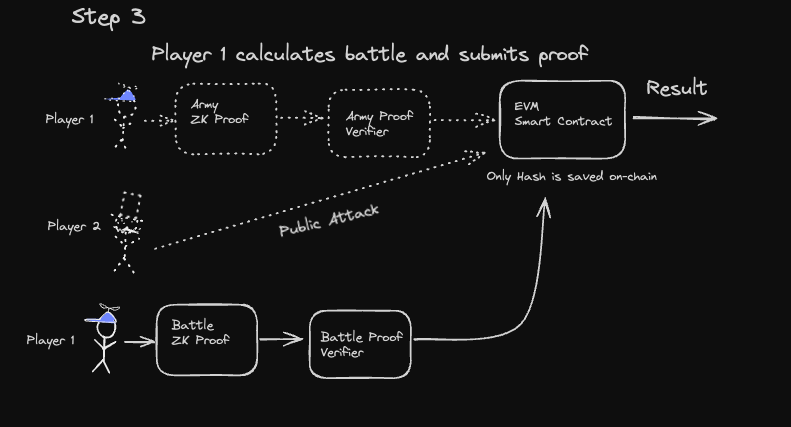 Step 3
Player 1 calculates battle and submits proof
Player 1
Army
ZK Proof
Army Proof
Verifier
EVM
Smart Contract
Result
Only Hash is saved on-chain
Player 2
Public Attack
Player 1
Battle
ZK Proof
Battle Proof
Verifier